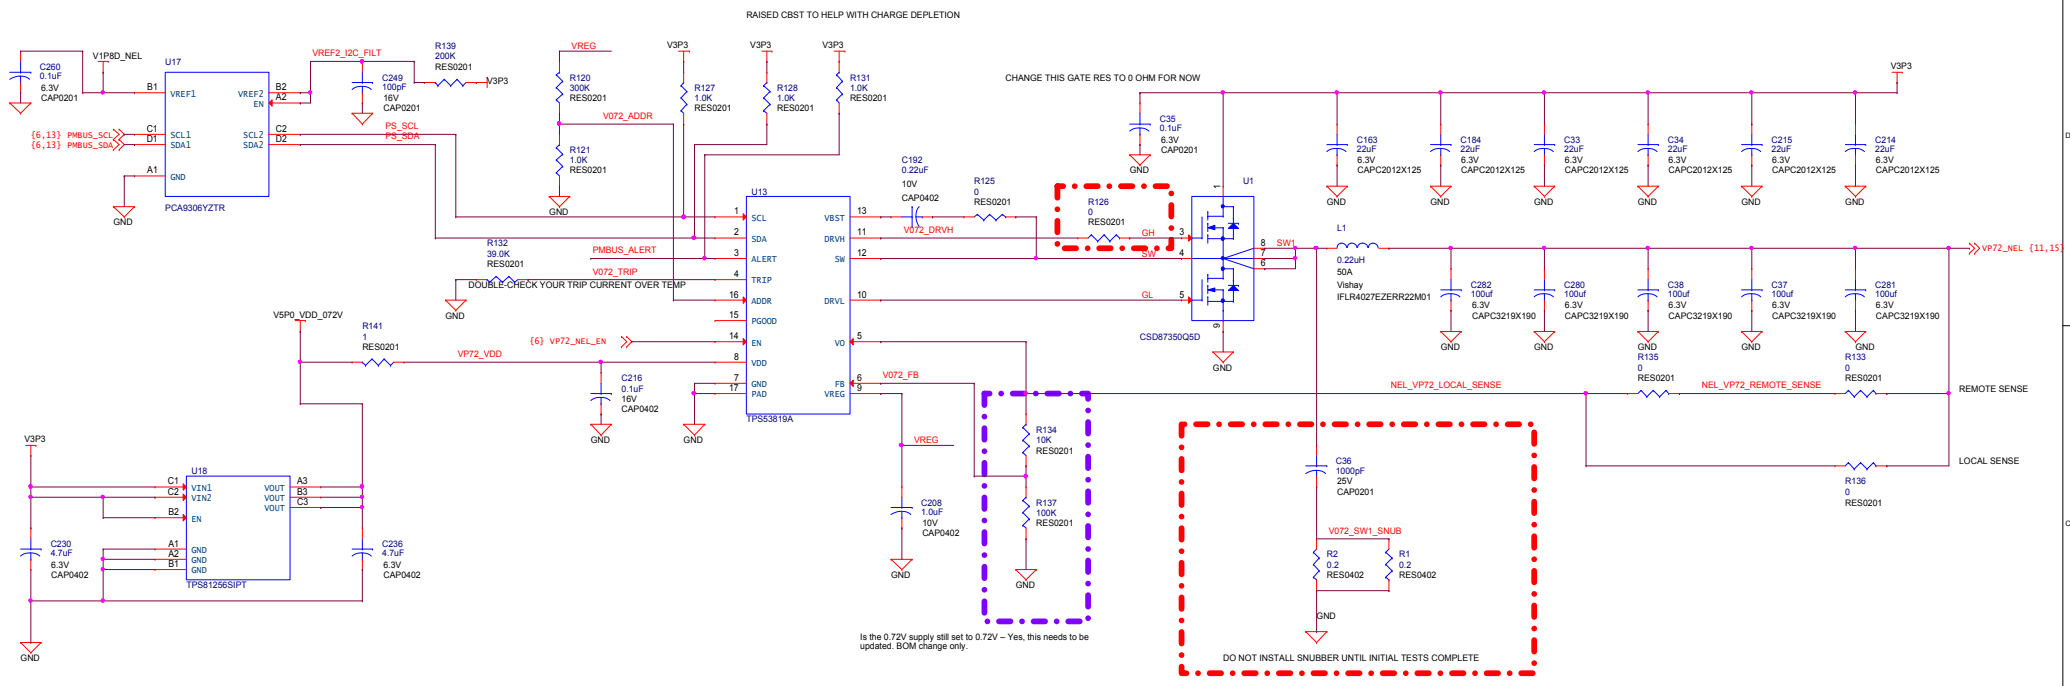 RAISED CBST TO HELP WITH CHARGE DEPLETION
C260
0.1uF
6.3V
CAP0201
V1P8D_NEL
U17
B1
VREF1
VREF2
B2
EN
A2
{6,13} PMBUS_SCL
C1
SCL1
SCL2
C2
PS_SCL
{6,13} PMBUS_SDA
D1
SDA1
SDA2
D2
PS_SDA
A1
GND
GND
PCA9306YZTR
VREF2_I2C_FILT
C249
100pF
16V
CAP0201
R139
200K
RES0201
V3P3
VREG
R120
300K
RES0201
V072_ADDR
R121
1.0K
RES0201
GND
V3P3
R127
1.0K
RES0201
V3P3
R128
1.0K
RES0201
V3P3
R131
1.0K
RES0201
U13
1
SCL
2
SDA
3
ALERT
4
TRIP
16
ADDR
15
PGOOD
14
EN
8
VDD
7
GND
17
PAD
VBST
13
DRVH
11
SW
12
DRVL
10
VO
5
FB
6
VREG
9
TPS53819A
PMBUS_ALERT
R132
39.0K
RES0201
V072_TRIP
DOUBLE-CHECK YOUR TRIP CURRENT OVER TEMP
GND
{6} VP72_NEL_EN
V5P0_VDD_072V
R141
1
RES0201
VP72_VDD
C216
0.1uF
16V
CAP0402
GND
GND
C192
0.22uF
10V
CAP0402
R125
0
RES0201
V072_DRVH
R126
0
RES0201
GH
SW
GL
CHANGE THIS GATE RES TO 0 OHM FOR NOW
C35
0.1uF
6.3V
CAP0201
GND
U1
1
3
4
5
8
7
6
9
SW1
CSD87350Q5D
GND
V3P3
C163
22uF
6.3V
CAPC2012X125
GND
C184
22uF
6.3V
CAPC2012X125
GND
C33
22uF
6.3V
CAPC2012X125
GND
C34
22uF
6.3V
CAPC2012X125
GND
C215
22uF
6.3V
CAPC2012X125
GND
C214
22uF
6.3V
CAPC2012X125
GND
L1
0.22uH
50A
Vishay
IFLR4027EZERR22M01
VP72_NEL {11,15}
C282
100uf
6.3V
CAPC3219X190
GND
C280
100uf
6.3V
CAPC3219X190
GND
C38
100uf
6.3V
CAPC3219X190
GND
C37
100uf
6.3V
CAPC3219X190
GND
C281
100uf
6.3V
CAPC3219X190
GND
V072_FB
NEL_VP72_LOCAL_SENSE
R135
0
RES0201
NEL_VP72_REMOTE_SENSE
R133
0
RES0201
REMOTE SENSE
LOCAL SENSE
R136
0
RES0201
VREG
C208
1.0uF
10V
CAP0402
GND
R134
10K
RES0201
R137
100K
RES0201
GND
Is the 0.72V supply still set to 0.72V – Yes, this needs to be
updated. BOM change only.
C36
1000pF
25V
CAP0201
V072_SW1_SNUB
R2
0.2
RES0402
R1
0.2
RES0402
GND
DO NOT INSTALL SNUBBER UNTIL INITIAL TESTS COMPLETE
V3P3
U18
C1
VIN1
C2
VIN2
B2
EN
A1
GND
A2
GND
B1
GND
VOUT
A3
VOUT
B3
VOUT
C3
TPS81256SIPT
C230
4.7uF
6.3V
CAP0402
C236
4.7uF
6.3V
CAP0402
GND
D
C